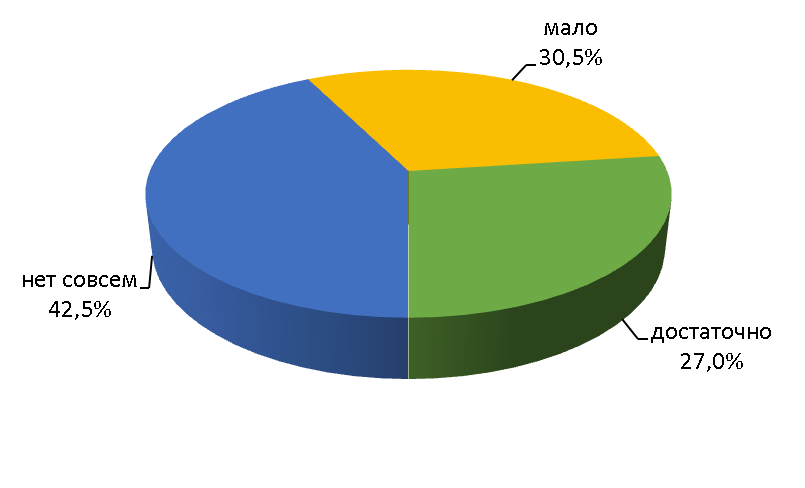 мало
30,5%
нет совсем
42,5%
достаточно
27,0%